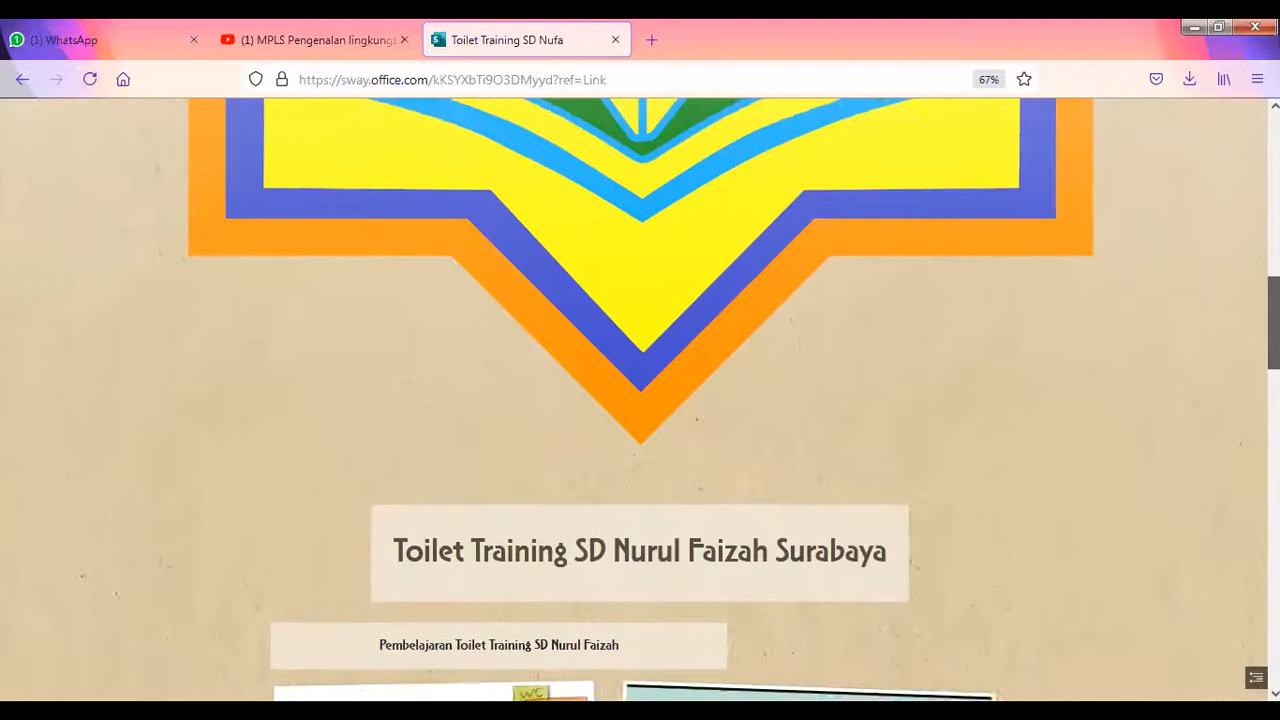 (1) WhatsApp
(1) MPLS Pengenalan lingkunga
Toilet Training SD Nufa
https://sway.office.com/kKSYXbTi9O3DMyyd?ref=Link
67%
Toilet Training SD Nurul Faizah Surabaya
Pembelajaran Toilet Training SD Nurul Faizah
WC